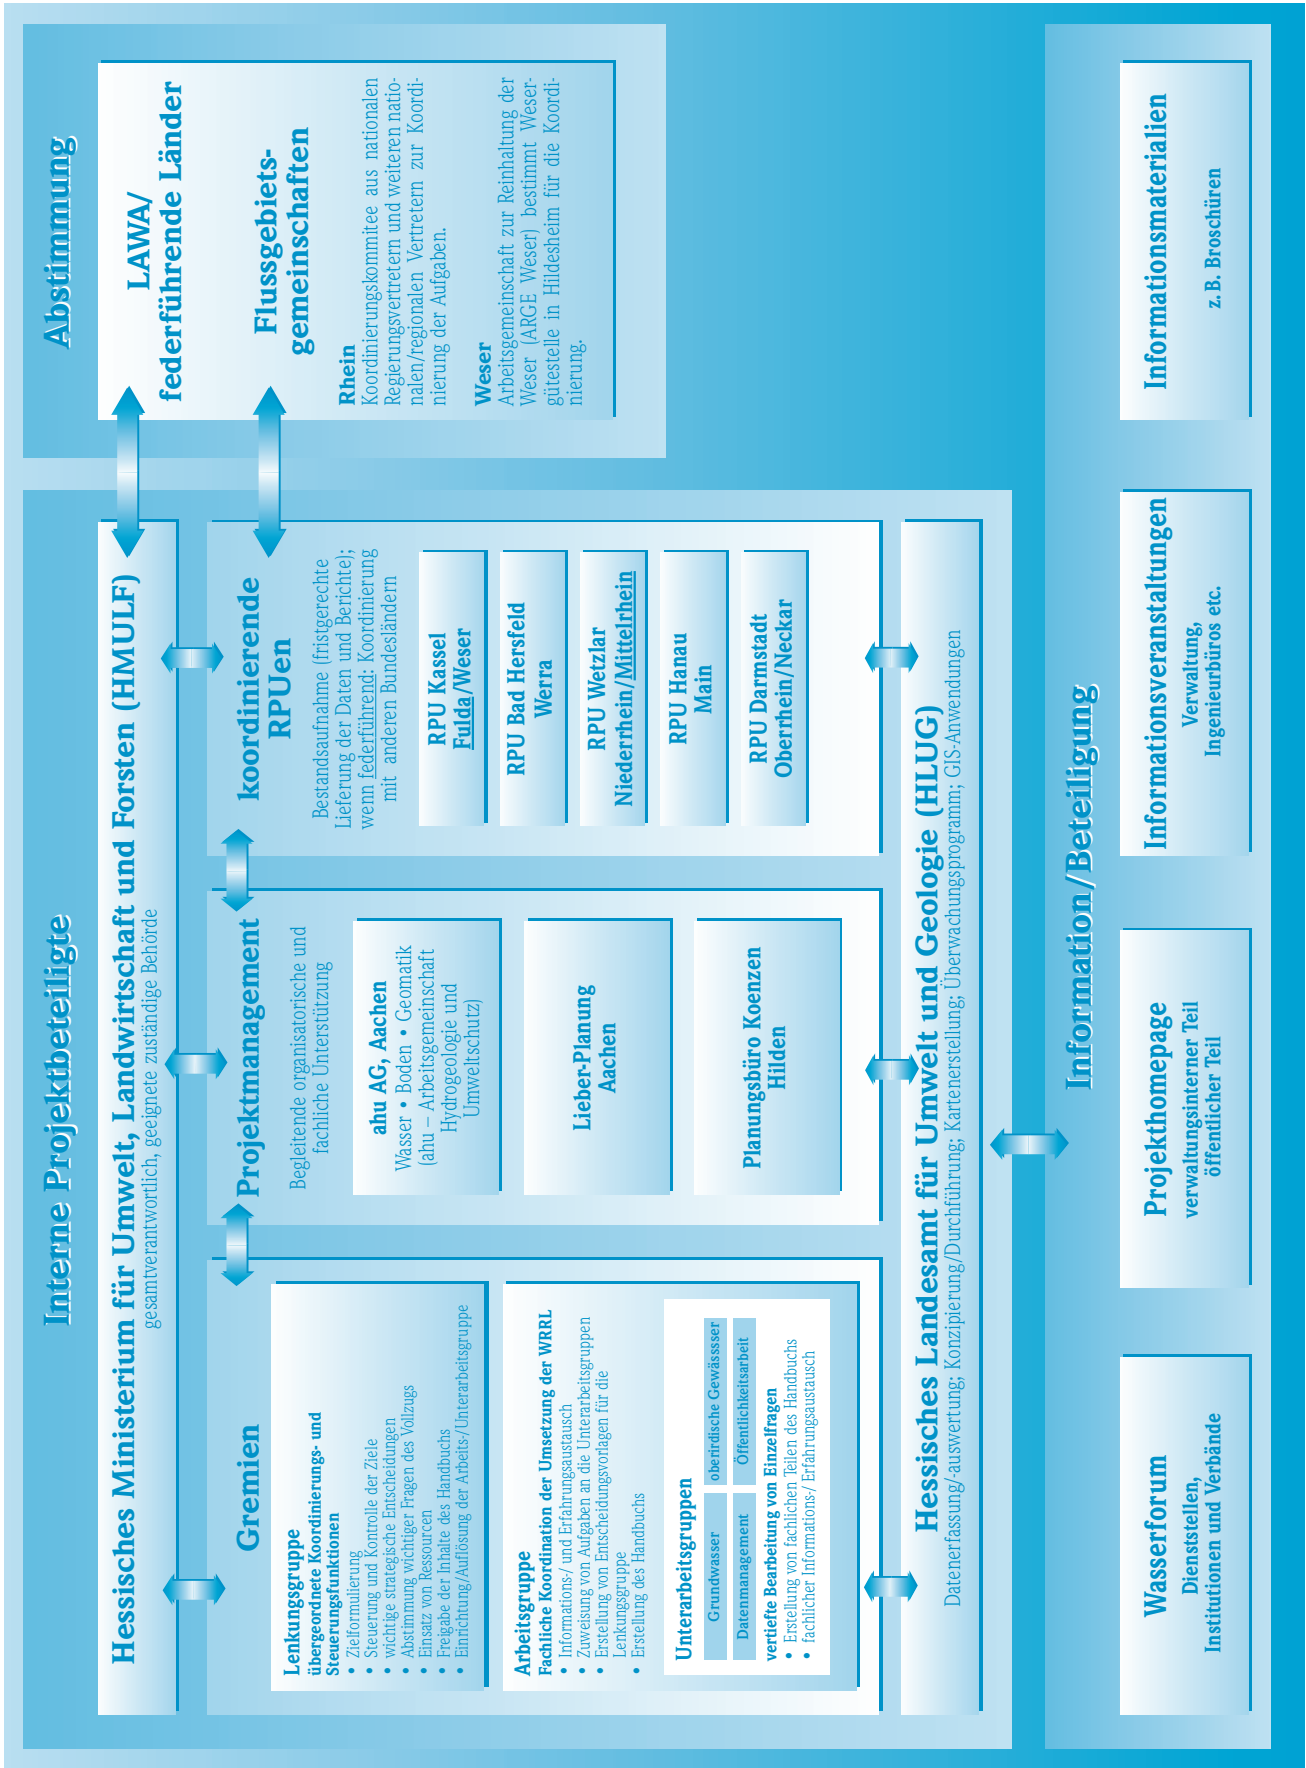 Interne Projektbeteiligte
Hessisches Ministerium für Umwelt, Landwirtschaft und Forsten (HMULF)
gesamtverantwortlich, geeignete zuständige Behörde
Gremien
Lenkungsgruppe
übergeordnete Koordinierungs- und
Steuerungsfunktionen
• Zielformulierung
• Steuerung und Kontrolle der Ziele
• wichtige strategische Entscheidungen
• Abstimmung wichtiger Fragen des Vollzugs
• Einsatz von Ressourcen
• Freigabe der Inhalte des Handbuchs
• Einrichtung/Auflösung der Arbeits-/Unterarbeitsgruppe
Arbeitsgruppe
Fachliche Koordination der Umsetzung der WRRL
• Informations-/ und Erfahrungsaustausch
• Zuweisung von Aufgaben an die Unterarbeitsgruppen
• Erstellung von Entscheidungsvorlagen für die
Lenkungsgruppe
• Erstellung des Handbuchs
Unterarbeitsgruppen
Grundwasser
oberirdische Gewässsser
Datenmanagement
Öffentlichkeitsarbeit
vertiefte Bearbeitung von Einzelfragen
• Erstellung von fachlichen Teilen des Handbuchs
• fachlicher Informations-/ Erfahrungsaustausch
Projektmanagement
Begleitende organisatorische und
fachliche Unterstützung
ahu AG, Aachen
Wasser • Boden • Geomatik
(ahu – Arbeitsgemeinschaft
Hydrogeologie und
Umweltschutz)
Lieber-Planung
Aachen
Planungsbüro Koenzen
Hilden
koordinierende
RPUen
Bestandsaufnahme (fristgerechte
Lieferung der Daten und Berichte);
wenn federführend: Koordinierung
mit anderen Bundesländern
RPU Kassel
Fulda/Weser
RPU Bad Hersfeld
Werra
RPU Wetzlar
Niederrhein/Mittelrhein
RPU Hanau
Main
RPU Darmstadt
Oberrhein/Neckar
Hessisches Landesamt für Umwelt und Geologie (HLUG)
Datenerfassung/-auswertung; Konzipierung/Durchführung; Kartenerstellung; Überwachungsprogramm; GIS-Anwendungen
Abstimmung
LAWA/
federführende Länder
Flussgebiets-
gemeinschaften
Rhein
Koordinierungskommitee aus nationalen
Regierungsvertretern und weiteren natio-
nalen/regionalen Vertretern zur Koordi-
nierung der Aufgaben.
Weser
Arbeitsgemeinschaft zur Reinhaltung der
Weser (ARGE Weser) bestimmt Weser-
gütestelle in Hildesheim für die Koordi-
nierung.
Information/Beteiligung
Wasserforum
Dienststellen,
Institutionen und Verbände
Projekthomepage
verwaltungsinterner Teil
öffentlicher Teil
Informationsveranstaltungen
Verwaltung,
Ingenieurbüros etc.
Informationsmaterialien
z. B. Broschüren